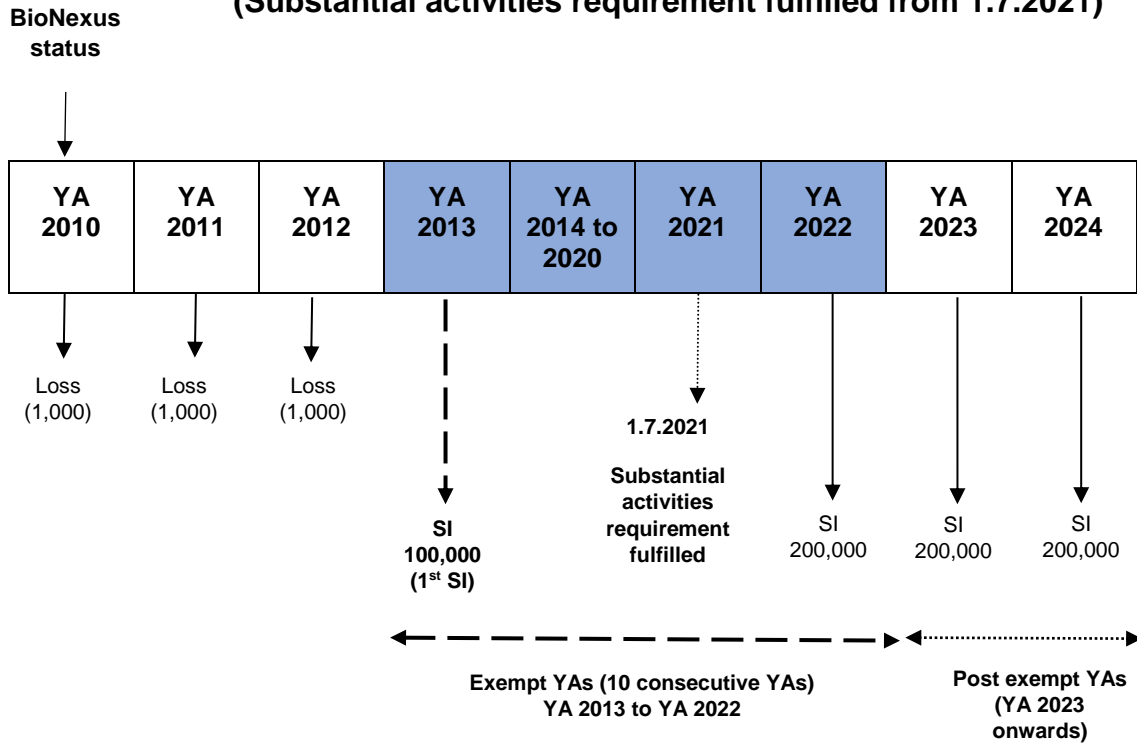 (Substantial activities requirement fulfilled from 1.7.2021)
BioNexus
status
YA
2010
YA
2011
YA
2012
YA
2013
YA
2014 to
2020
YA
2021
YA
2022
YA
2023
YA
2024
Loss
(1,000)
Loss
(1,000)
Loss
(1,000)
SI
100,000
(1st SI)
1.7.2021
Substantial
activities
requirement
fulfilled
SI
200,000
SI
200,000
SI
200,000
Exempt YAs (10 consecutive YAs)
YA 2013 to YA 2022
Post exempt YAs
(YA 2023
onwards)